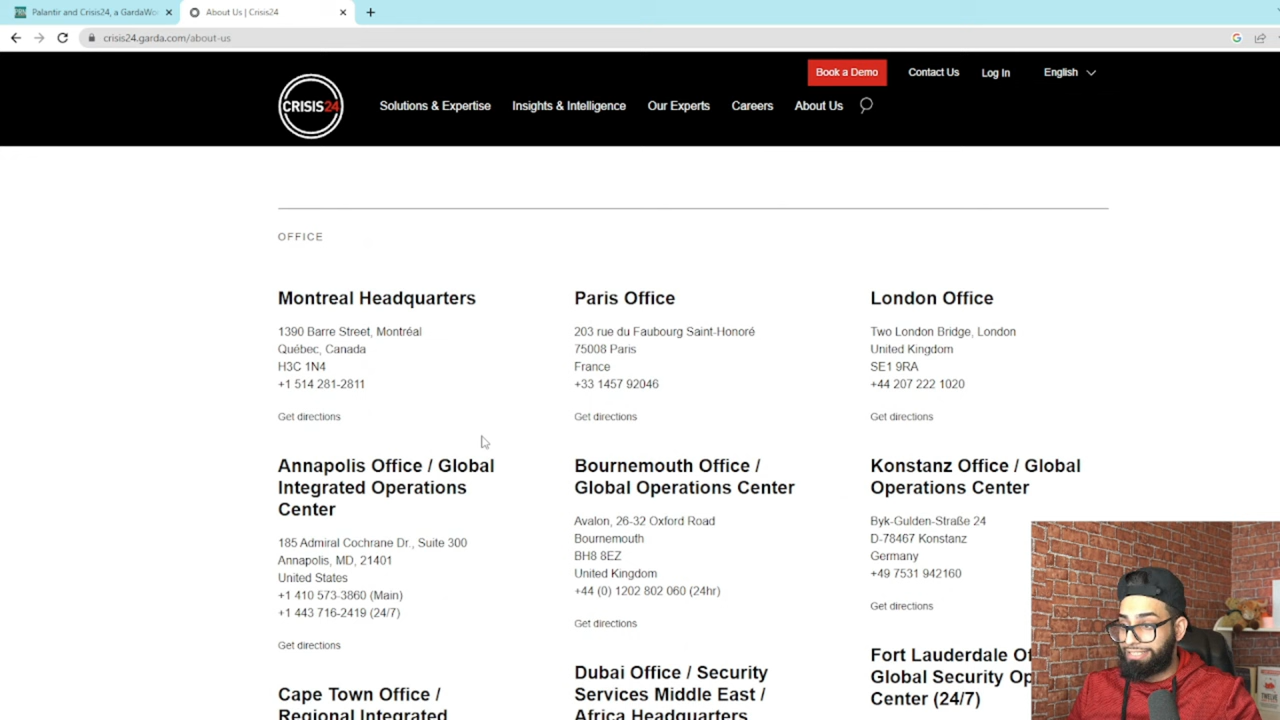 Palantir and Crisis24, a GardaWo
About Us | Crisis24
crisis24.garda.com/about-us
Book a Demo
Contact Us
Log In
English
CRISIS24
Solutions & Expertise
Insights & Intelligence
Our Experts
Careers
About Us
OFFICE
Montreal Headquarters
1390 Barre Street, Montréal
Québec, Canada
H3C 1N4
+1 514 281-2811
Get directions
Paris Office
203 rue du Faubourg Saint-Honoré
75008 Paris
France
+33 1457 92046
Get directions
London Office
Two London Bridge, London
United Kingdom
SE1 9RA
+44 207 222 1020
Get directions
Annapolis Office / Global
Integrated Operations
Center
185 Admiral Cochrane Dr., Suite 300
Annapolis, MD, 21401
United States
+1 410 573-3860 (Main)
+1 443 716-2419 (24/7)
Get directions
Bournemouth Office /
Global Operations Center
Avalon, 26-32 Oxford Road
Bournemouth
BH8 8EZ
United Kingdom
+44 (0) 1202 802 060 (24hr)
Get directions
Konstanz Office / Global
Operations Center
Byk-Gulden-Straße 24
D-78467 Konstanz
Germany
+49 7531 942160
Get directions
Cape Town Office /
Regional Integrated
Dubai Office / Security
Services Middle East /
Africa Headquarters
Fort Lauderdale Of
Global Security Op
Center (24/7)